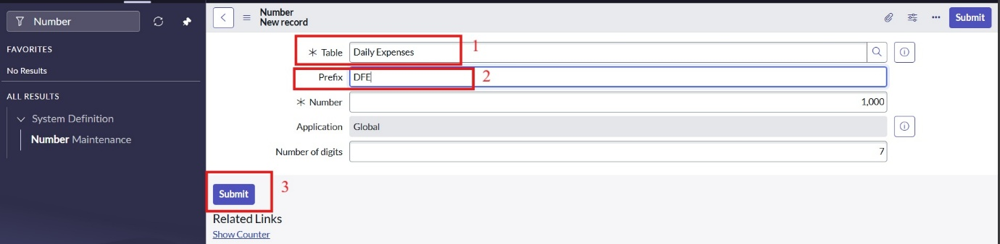 Number
FAVORITES
No Results
ALL RESULTS
System Definition
Number Maintenance
Number
New record
Submit
* Table Daily Expenses
1
Prefix DFE
2
* Number 1,000
Application Global
Number of digits 7
Submit
3
Related Links
Show Counter